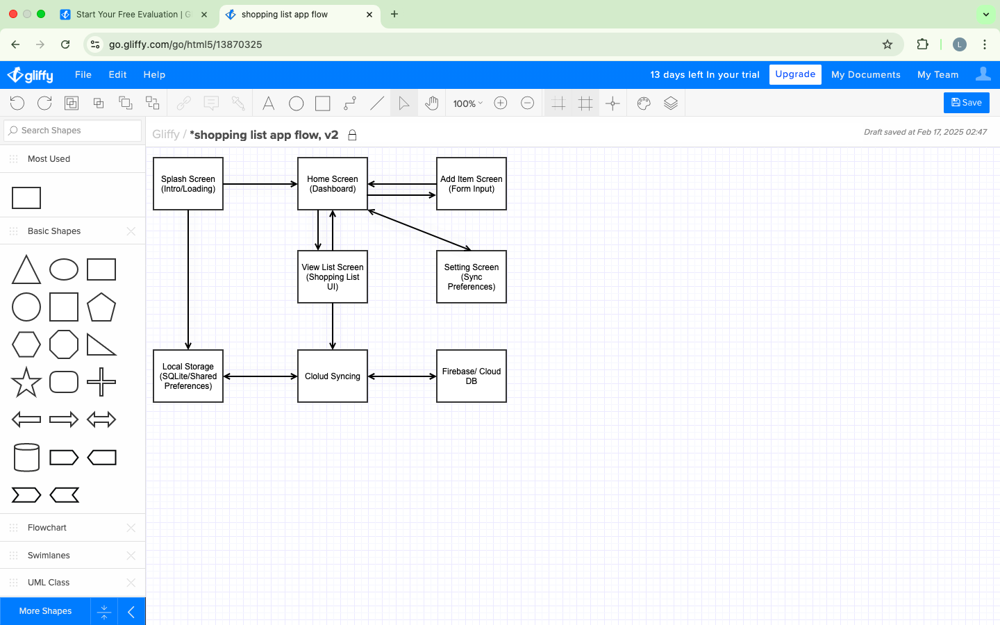 Start Your Free Evaluation | G
shopping list app flow
go.gliffy.com/go/html5/13870325
L
gliffy
File
Edit
Help
13 days left In your trial
Upgrade
My Documents
My Team
100%
Save
Search Shapes
Gliffy / *shopping list app flow, v2
Draft saved at Feb 17, 2025 02:47
Most Used
Basic Shapes
Flowchart
Swimlanes
UML Class
More Shapes
Splash Screen
(Intro/Loading)
Home Screen
(Dashboard)
Add Item Screen
(Form Input)
View List Screen
(Shopping List
UI)
Setting Screen
(Sync
Preferences)
Local Storage
(SQLite/Shared
Preferences)
Clolud Syncing
Firebase/ Cloud
DB